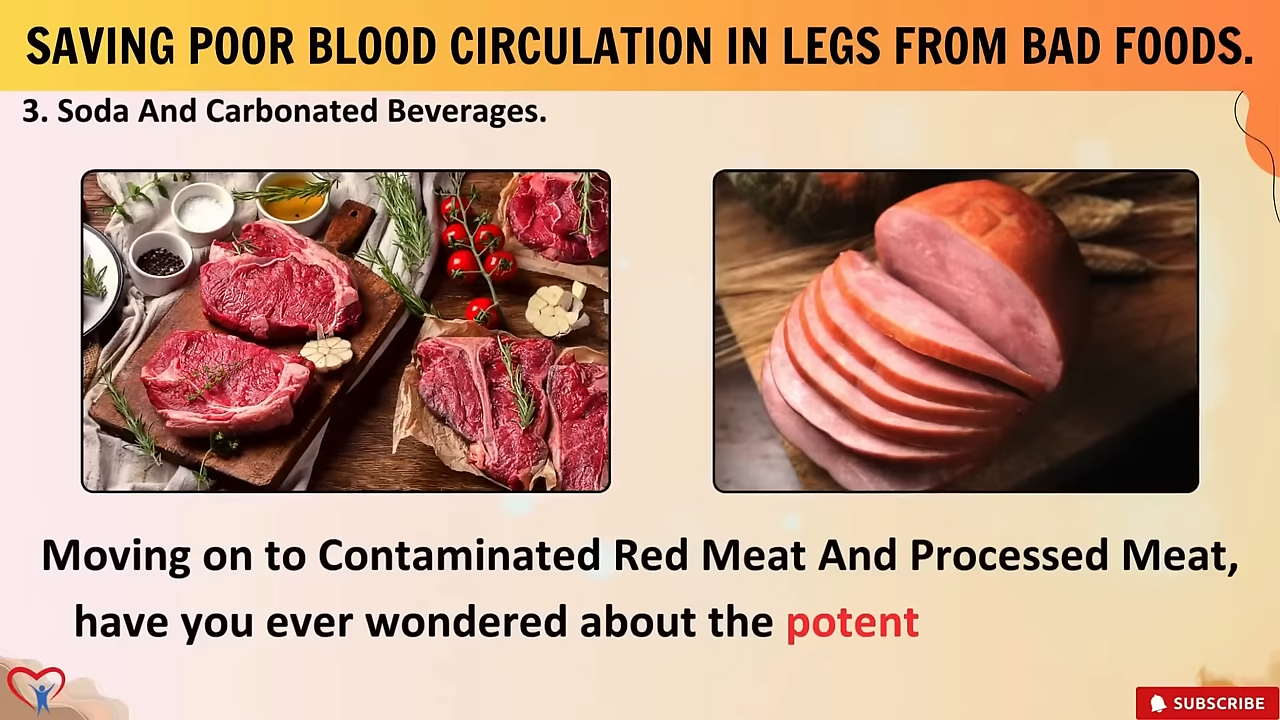 SAVING POOR BLOOD CIRCULATION IN LEGS FROM BAD FOODS.
3. Soda And Carbonated Beverages.
Moving on to Contaminated Red Meat And Processed Meat,
have you ever wondered about the potent
SUBSCRIBE